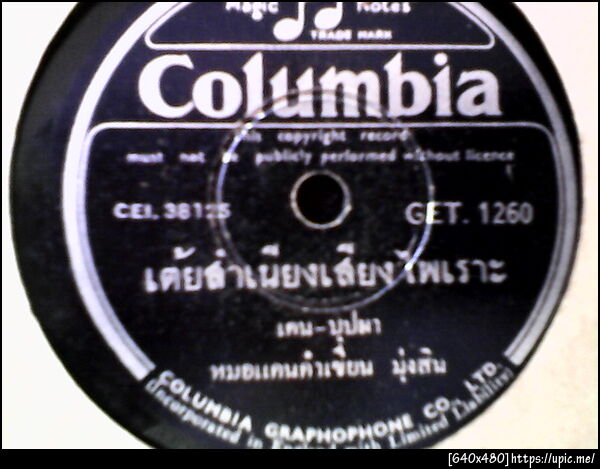 Magic Notes
TRADE MARK
Columbia
This copyright record
must not be publicly performed without licence
CEI. 38125 GET. 1260
เต้ยสำเนียงเสียงไพเราะ
เคน-บุปผา
หมอแคนคำเขียน มุ่งสิน
COLUMBIA GRAPHOPHONE CO., LTD.
(Incorporated in England with Limited Liability)
[640x480]https://upic.me/